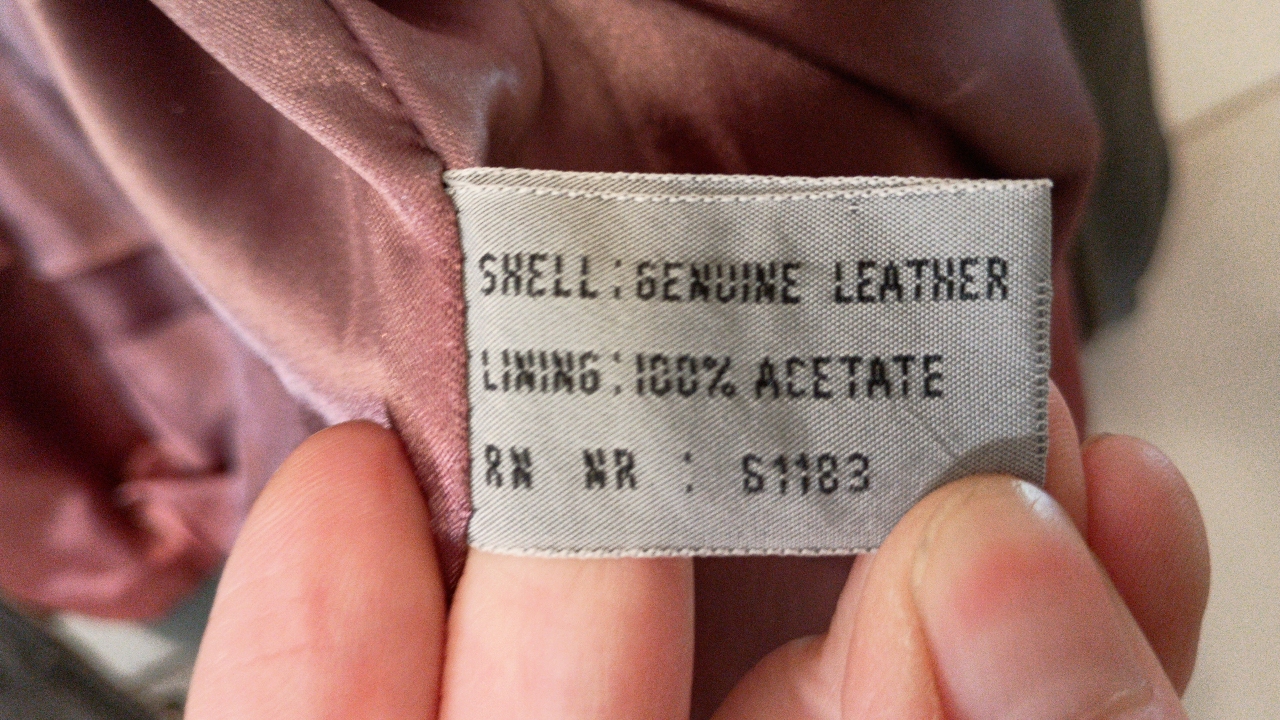 SHELL:GENUINE LEATHER
LINING:100% ACETATE
RN NR : 61183